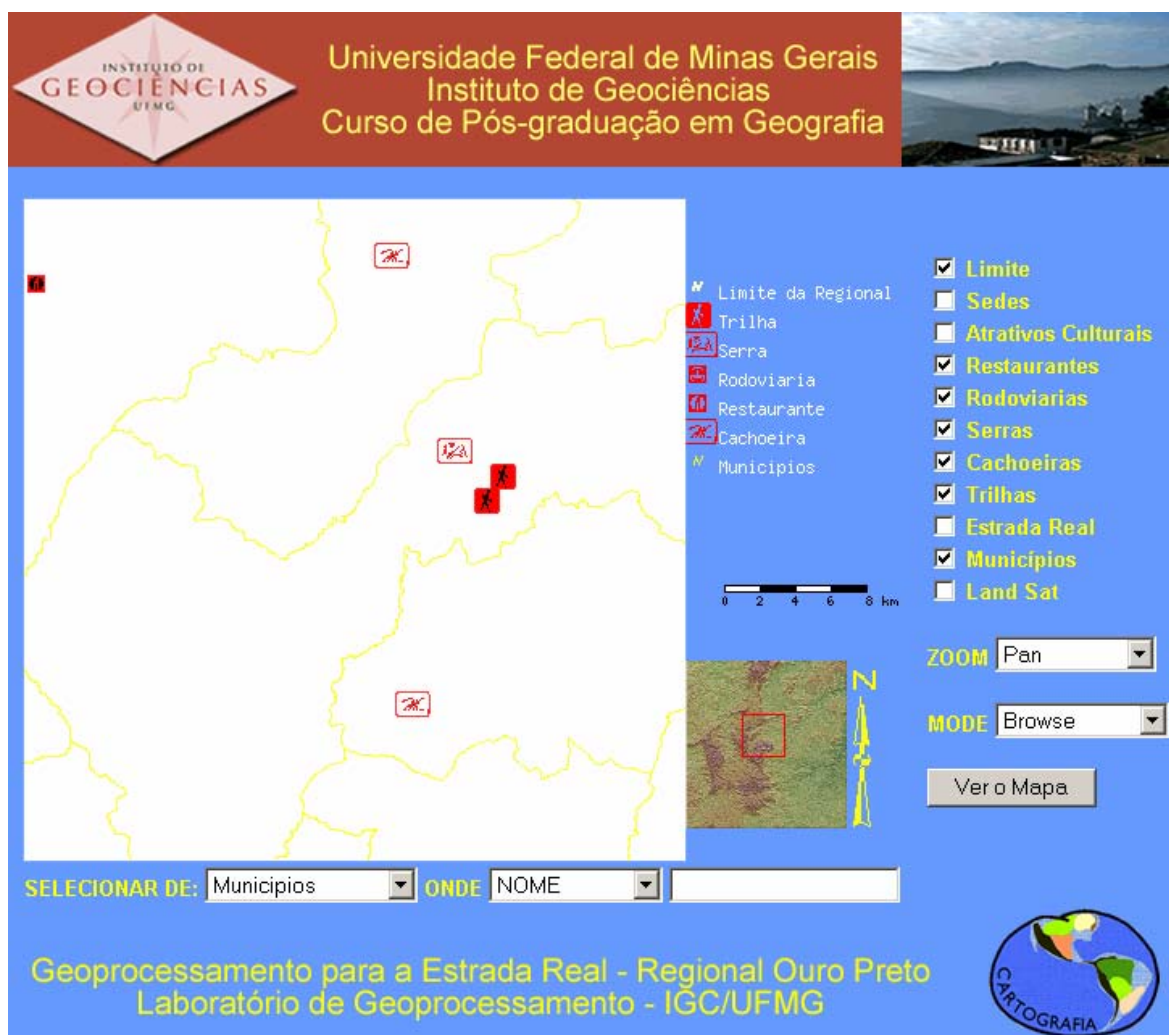 INSTITUTO DE
GEOCIÊNCIAS
UFMG
Universidade Federal de Minas Gerais
Instituto de Geociências
Curso de Pós-graduação em Geografia
Limite da Regional
Trilha
Serra
Rodoviaria
Restaurante
Cachoeira
Municipios
0 2 4 6 8 km
Limite
Sedes
Atrativos Culturais
Restaurantes
Rodoviarias
Serras
Cachoeiras
Trilhas
Estrada Real
Municípios
Land Sat
ZOOM Pan
N
MODE Browse
Ver o Mapa
SELECIONAR DE: Municipios ONDE NOME
Geoprocessamento para a Estrada Real - Regional Ouro Preto
Laboratório de Geoprocessamento - IGC/UFMG
CARTOGRAFIA